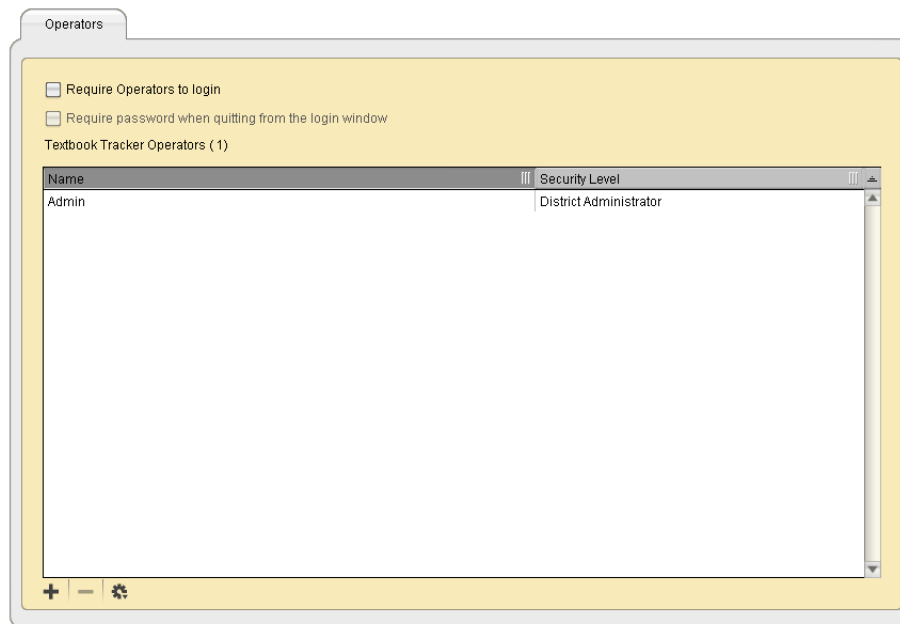 Operators
Require Operators to login
Require password when quitting from the login window
Textbook Tracker Operators ( 1 )
Name Security Level
Admin District Administrator